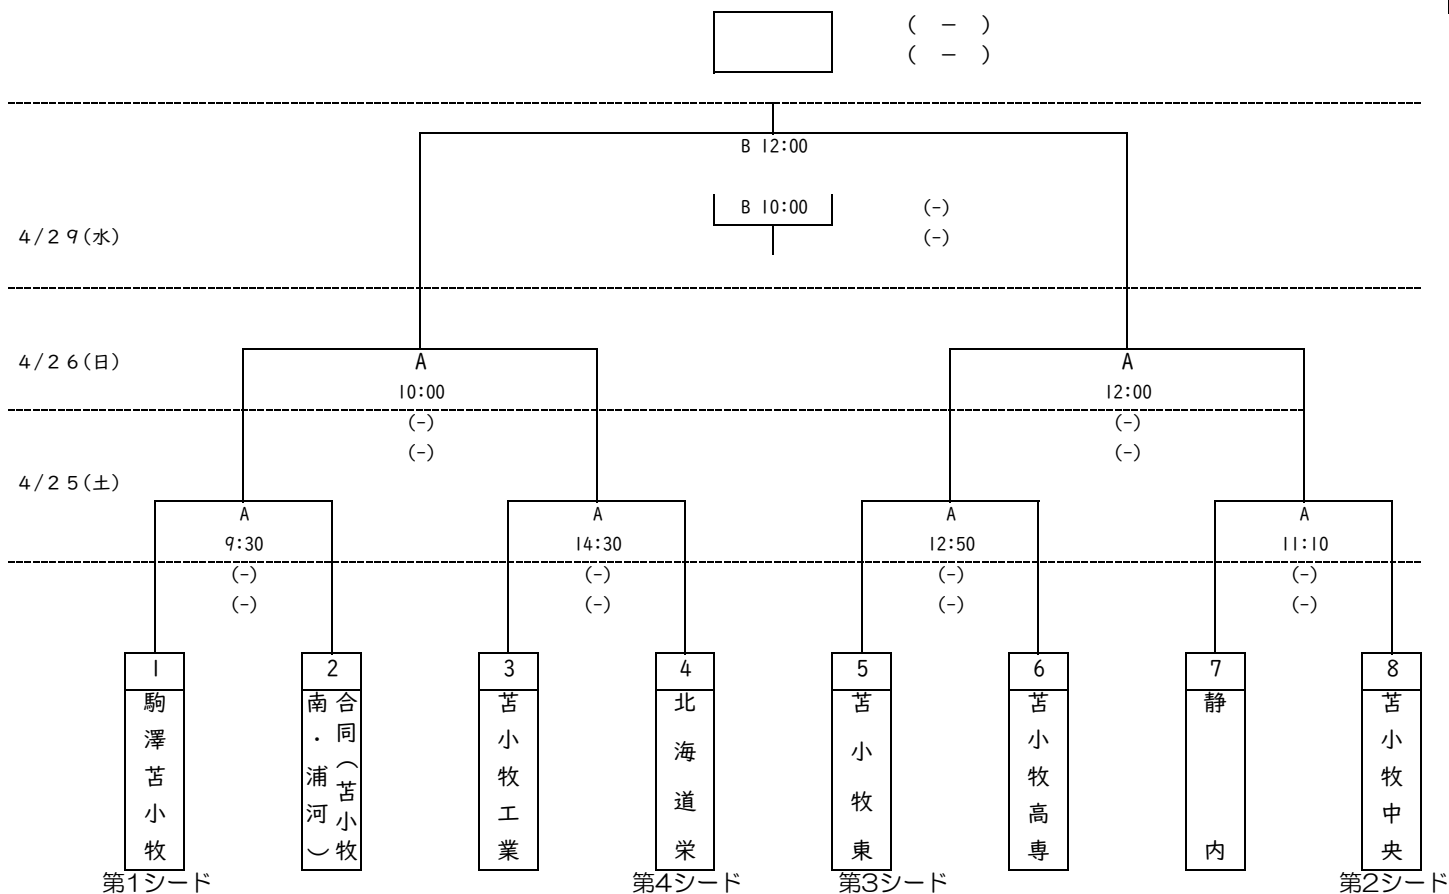 ( − )
( − )
B 12:00
B 10:00 (-)
4/29(水) (-)
4/26(日) A A
10:00 12:00
(-) (-)
(-) (-)
4/25(土)
A A A A
9:30 14:30 12:50 11:10
(-) (-) (-) (-)
(-) (-) (-) (-)
1 2 3 4 5 6 7 8
駒澤苫小牧
合同(苫小牧
南・浦河)
苫小牧工業
北海道栄
苫小牧東
苫小牧高専
静内
苫小牧中央
第1シード 第4シード 第3シード 第2シード